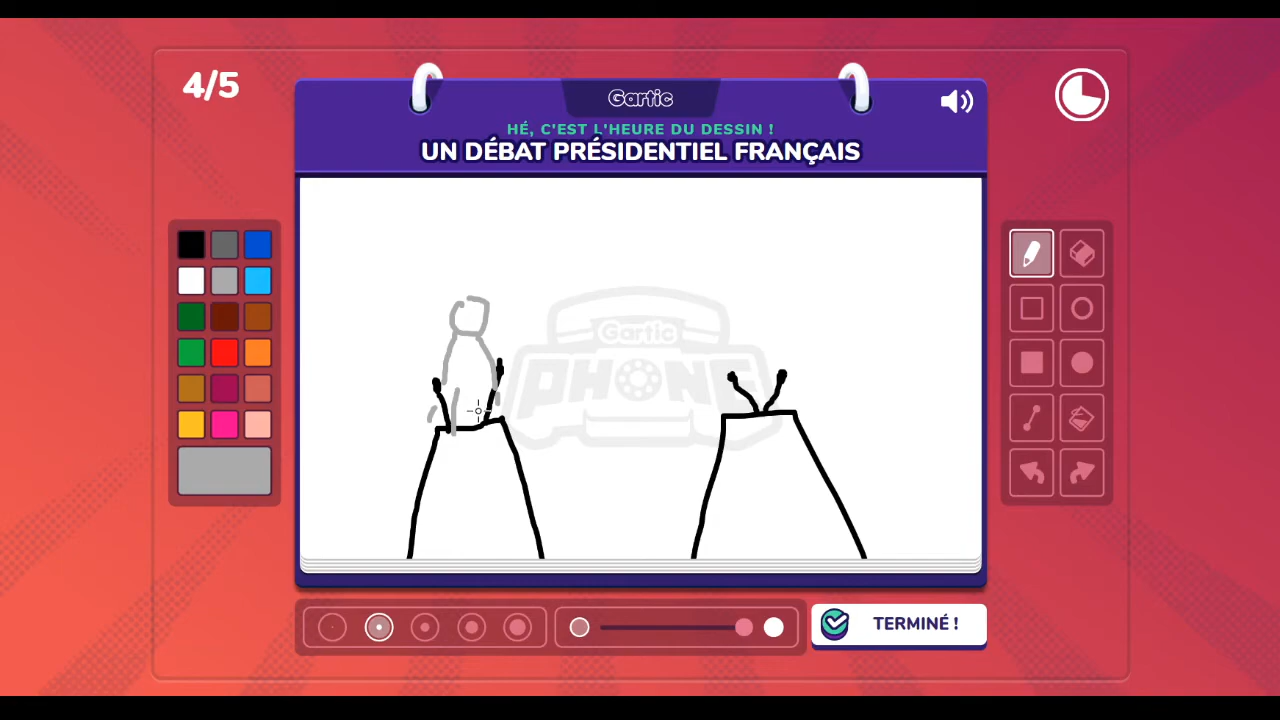 4/5
Gartic
HÉ, C'EST L'HEURE DU DESSIN !
UN DÉBAT PRÉSIDENTIEL FRANÇAIS
Gartic
PHONE
TERMINÉ !